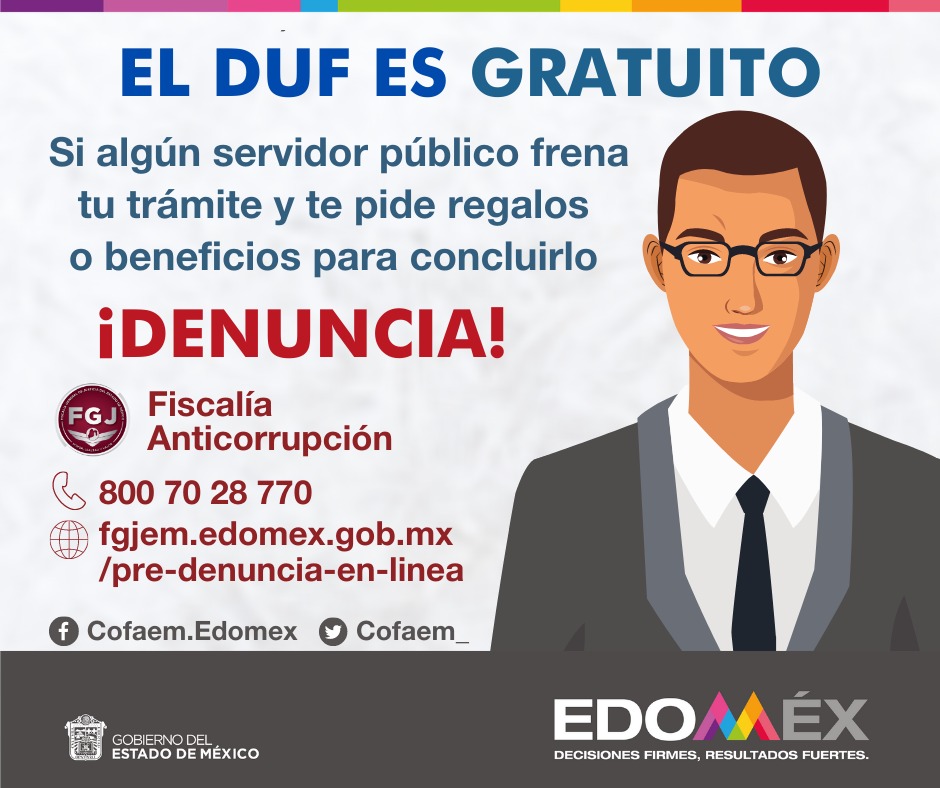 EL DUF ES GRATUITO
Si algún servidor público frena
tu trámite y te pide regalos
o beneficios para concluirlo
¡DENUNCIA!
FGJ
Fiscalía
Anticorrupción
800 70 28 770
fgjem.edomex.gob.mx
/pre-denuncia-en-linea
Cofaem.Edomex Cofaem_
GOBIERNO DEL
ESTADO DE MÉXICO
EDOMÉX
DECISIONES FIRMES, RESULTADOS FUERTES.